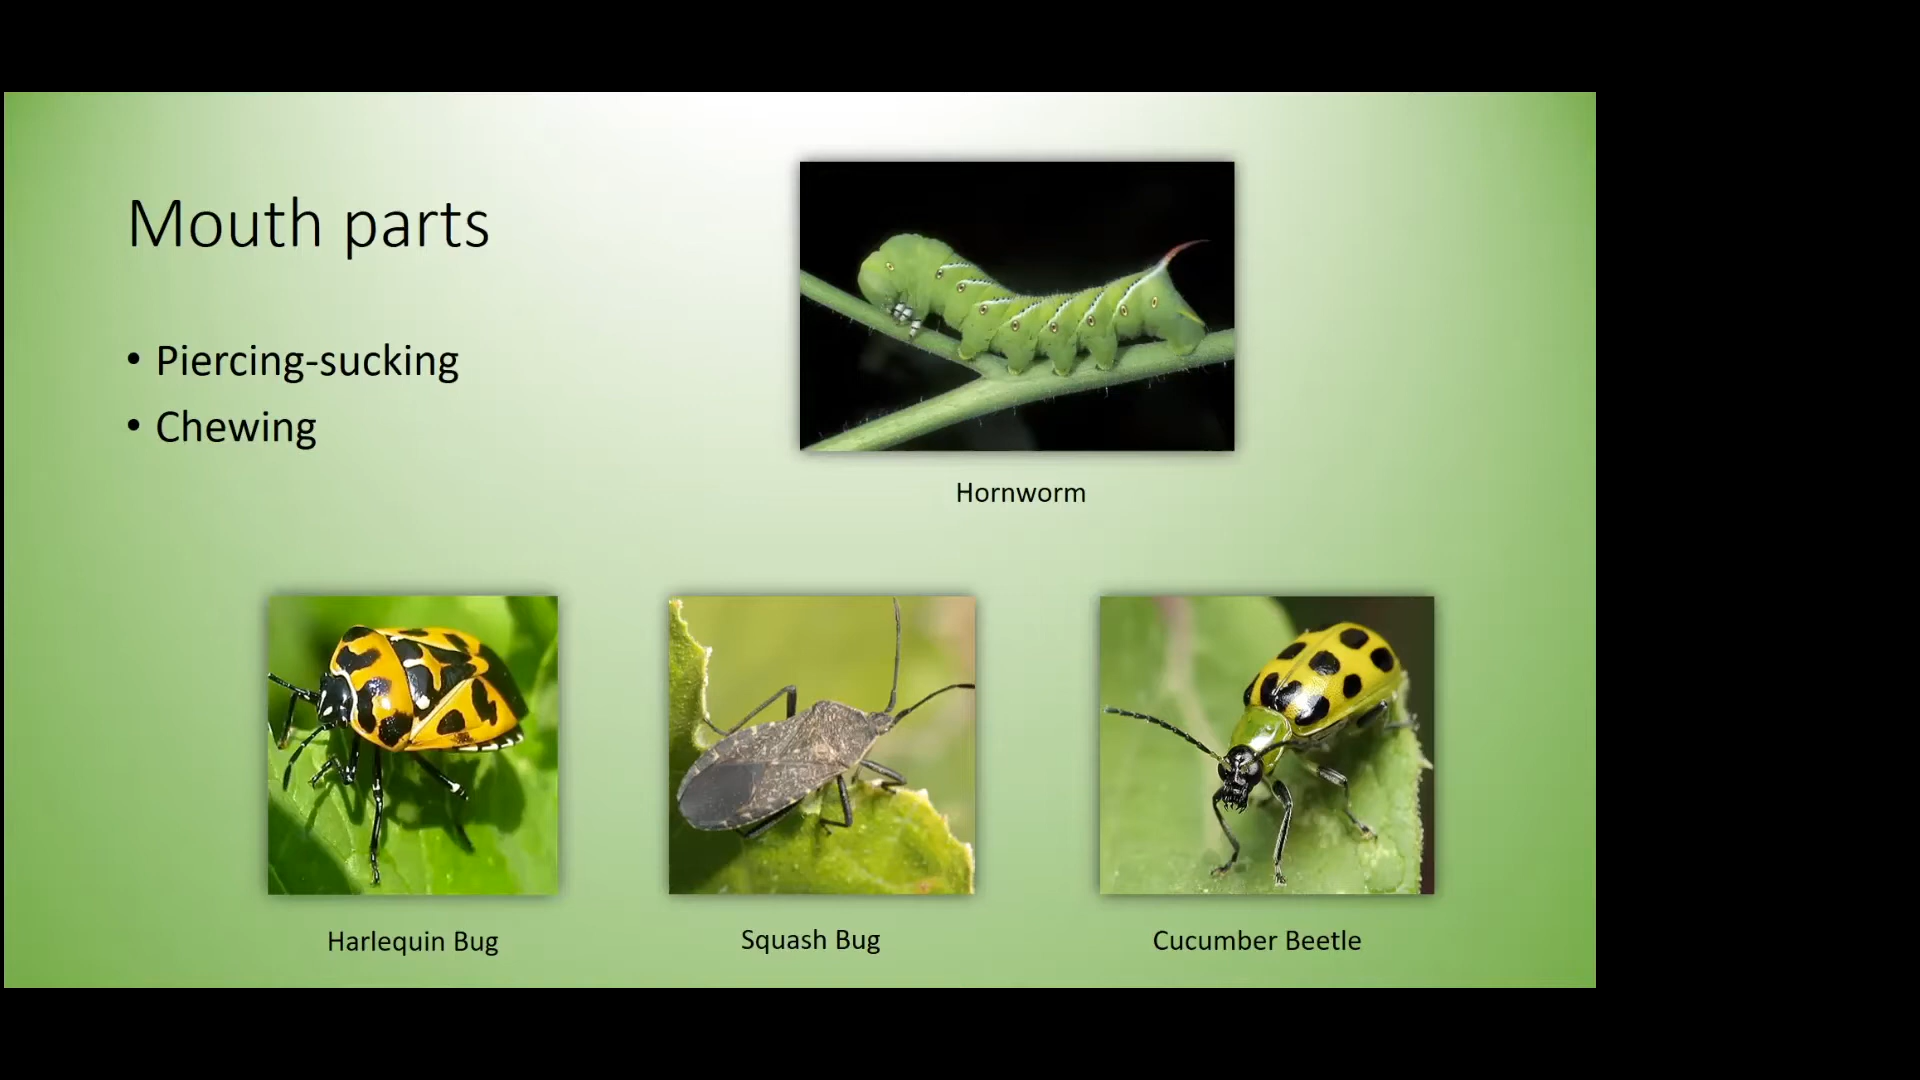 Mouth parts
• Piercing-sucking
• Chewing
Hornworm
Harlequin Bug
Squash Bug
Cucumber Beetle